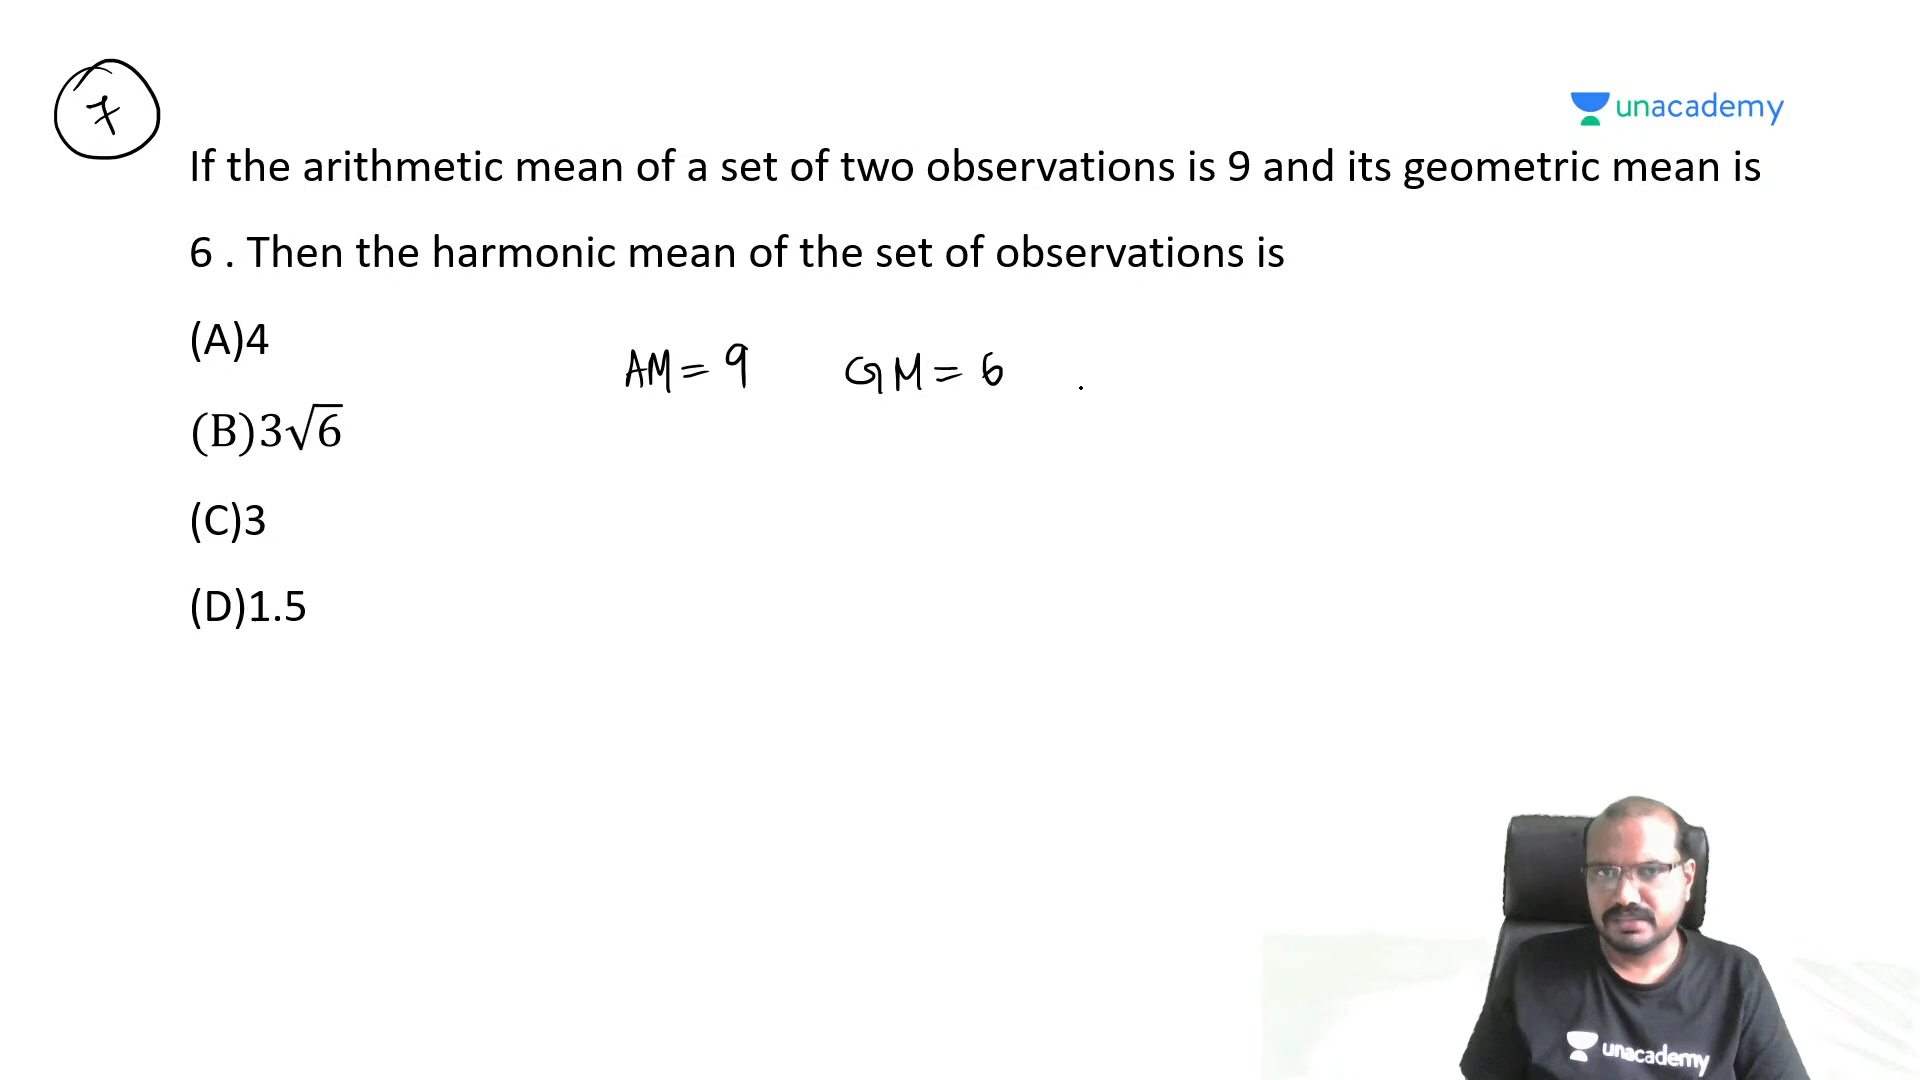 7
unacademy
If the arithmetic mean of a set of two observations is 9 and its geometric mean is
6 . Then the harmonic mean of the set of observations is
(A)4
AM = 9 GM = 6
(B)3√6
(C)3
(D)1.5
unacademy